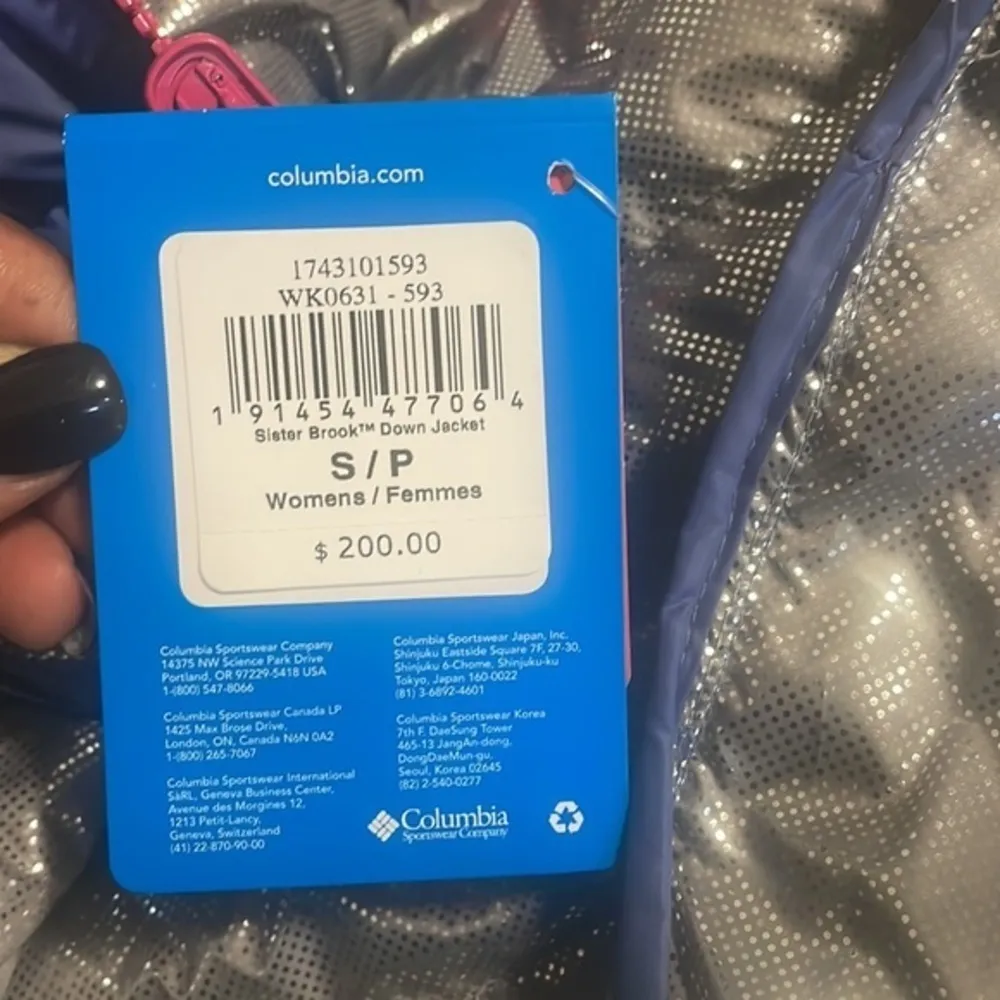 columbia.com
1743101593
WK0631 - 593
1 91454 47706 4
Sister Brook™ Down Jacket
S / P
Womens / Femmes
$ 200.00
Columbia Sportswear Company
14375 NW Science Park Drive
Portland, OR 97229-5418 USA
1-(800) 547-8066
Columbia Sportswear Canada LP
1425 Max Brose Drive,
London, ON, Canada N6N 0A2
1-(800) 265-7067
Columbia Sportswear International
SàRL, Geneva Business Center,
Avenue des Morgines 12,
1213 Petit-Lancy,
Geneva, Switzerland
(41) 22-870-90-00
Columbia Sportswear Japan, Inc.
Shinjuku Eastside Square 7F, 27-30,
Shinjuku 6-Chome, Shinjuku-ku
Tokyo, Japan 160-0022
(81) 3-6892-4601
Columbia Sportswear Korea
7th F. DaeSung Tower
465-13 JangAn-dong,
DongDaeMun-gu,
Seoul, Korea 02645
(82) 2-540-0277
Columbia
Sportswear Company